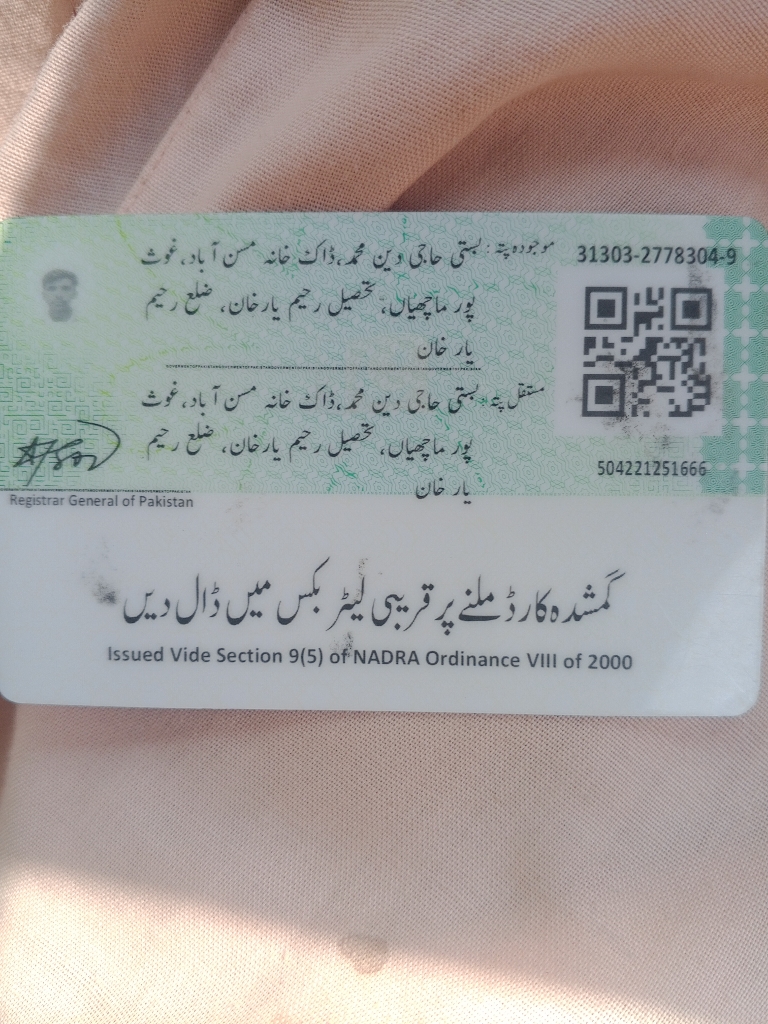 31303-2778304-9
موجودہ پتہ: بستی حاجی دین محمد، ڈاک خانہ حسن آباد، غوث
پور ماچھیاں، تحصیل رحیم یارخان، ضلع رحیم
یار خان
مستقل پتہ: بستی حاجی دین محمد، ڈاک خانہ حسن آباد، غوث
پور ماچھیاں، تحصیل رحیم یارخان، ضلع رحیم
یار خان
504221251666
Registrar General of Pakistan
گمشدہ کارڈ ملنے پر قریبی لیٹر بکس میں ڈال دیں
Issued Vide Section 9(5) of NADRA Ordinance VIII of 2000